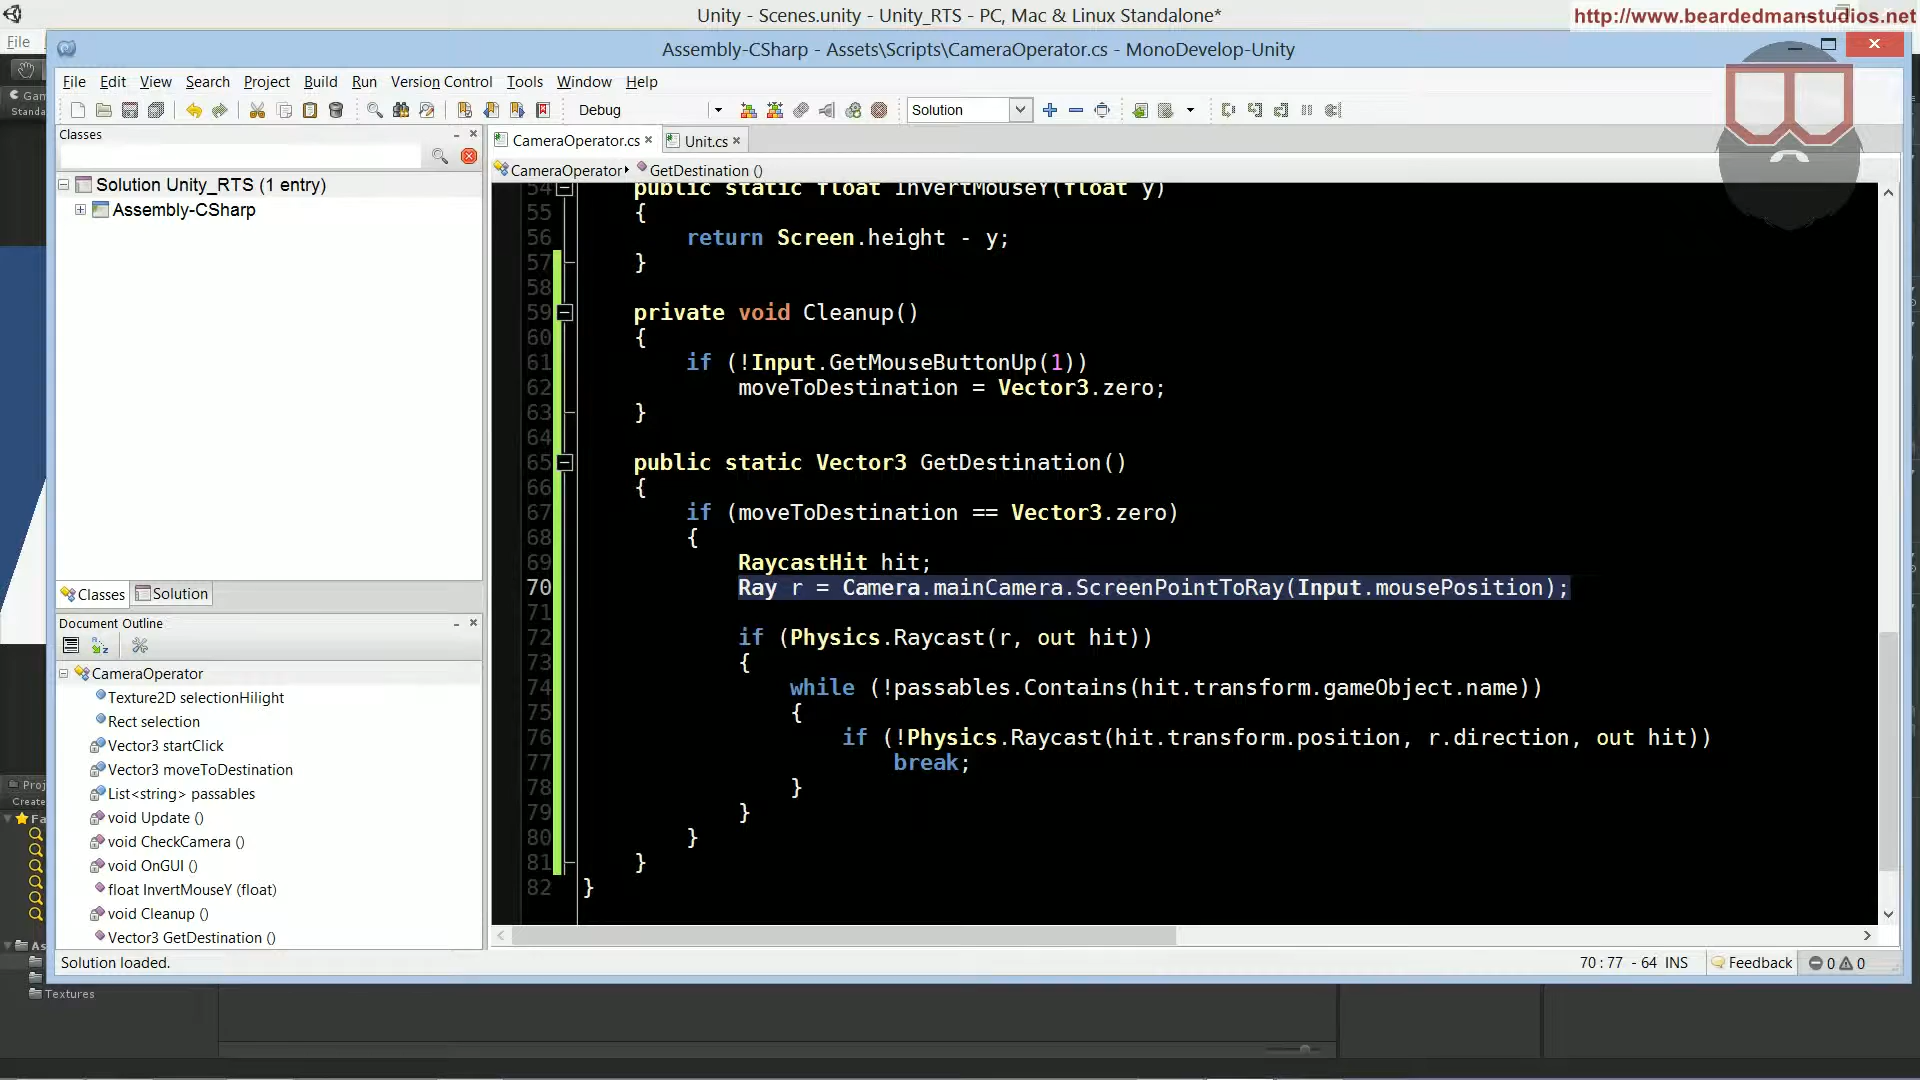 Unity - Scenes.unity - Unity_RTS - PC, Mac & Linux Standalone*
http://www.beardedmanstudios.net
File
Assembly-CSharp - Assets\Scripts\CameraOperator.cs - MonoDevelop-Unity
File Edit View Search Project Build Run Version Control Tools Window Help
Debug
Solution
Classes
CameraOperator.cs
Unit.cs
CameraOperator
GetDestination ()
Solution Unity_RTS (1 entry)
Assembly-CSharp
Classes
Solution
Document Outline
CameraOperator
Texture2D selectionHilight
Rect selection
Vector3 startClick
Vector3 moveToDestination
List<string> passables
void Update ()
void CheckCamera ()
void OnGUI ()
float InvertMouseY (float)
void Cleanup ()
Vector3 GetDestination ()
54 public static float InvertMouseY(float y)
55 {
56 return Screen.height - y;
57 }
58
59 private void Cleanup()
60 {
61 if (!Input.GetMouseButtonUp(1))
62 moveToDestination = Vector3.zero;
63 }
64
65 public static Vector3 GetDestination()
66 {
67 if (moveToDestination == Vector3.zero)
68 {
69 RaycastHit hit;
70 Ray r = Camera.mainCamera.ScreenPointToRay(Input.mousePosition);
71
72 if (Physics.Raycast(r, out hit))
73 {
74 while (!passables.Contains(hit.transform.gameObject.name))
75 {
76 if (!Physics.Raycast(hit.transform.position, r.direction, out hit))
77 break;
78 }
79 }
80 }
81 }
82 }
Solution loaded.
70 : 77 - 64 INS
Feedback
0 0
Gam
Standa
Proj
Create
Fa
As
Textures